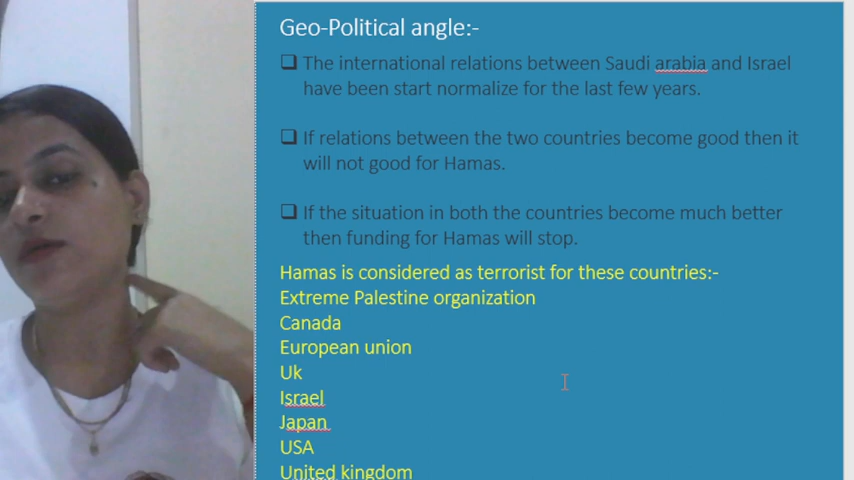 Geo-Political angle:-
The international relations between Saudi arabia and Israel
have been start normalize for the last few years.
If relations between the two countries become good then it
will not good for Hamas.
If the situation in both the countries become much better
then funding for Hamas will stop.
Hamas is considered as terrorist for these countries:-
Extreme Palestine organization
Canada
European union
Uk
Israel
Japan
USA
United kingdom